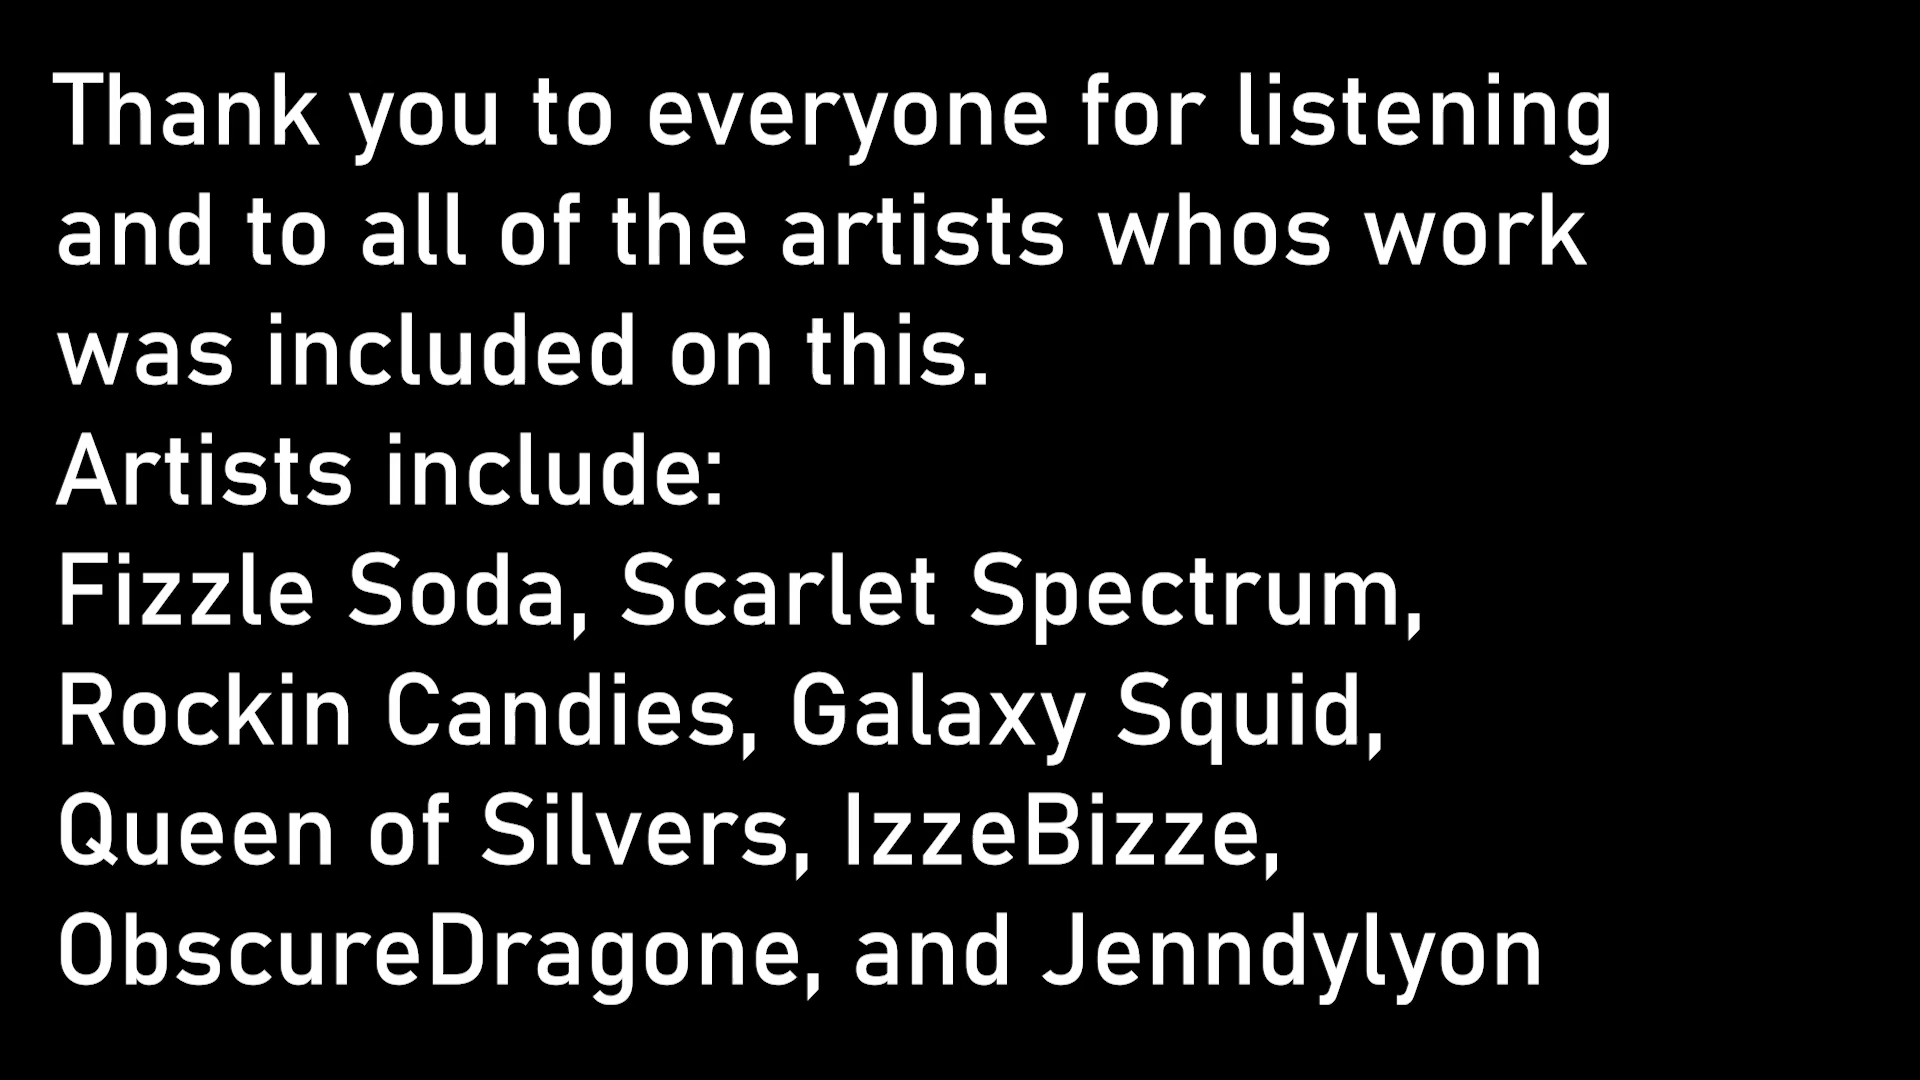 Thank you to everyone for listening
and to all of the artists whos work
was included on this.
Artists include:
Fizzle Soda, Scarlet Spectrum,
Rockin Candies, Galaxy Squid,
Queen of Silvers, IzzeBizze,
ObscureDragone, and Jenndylyon